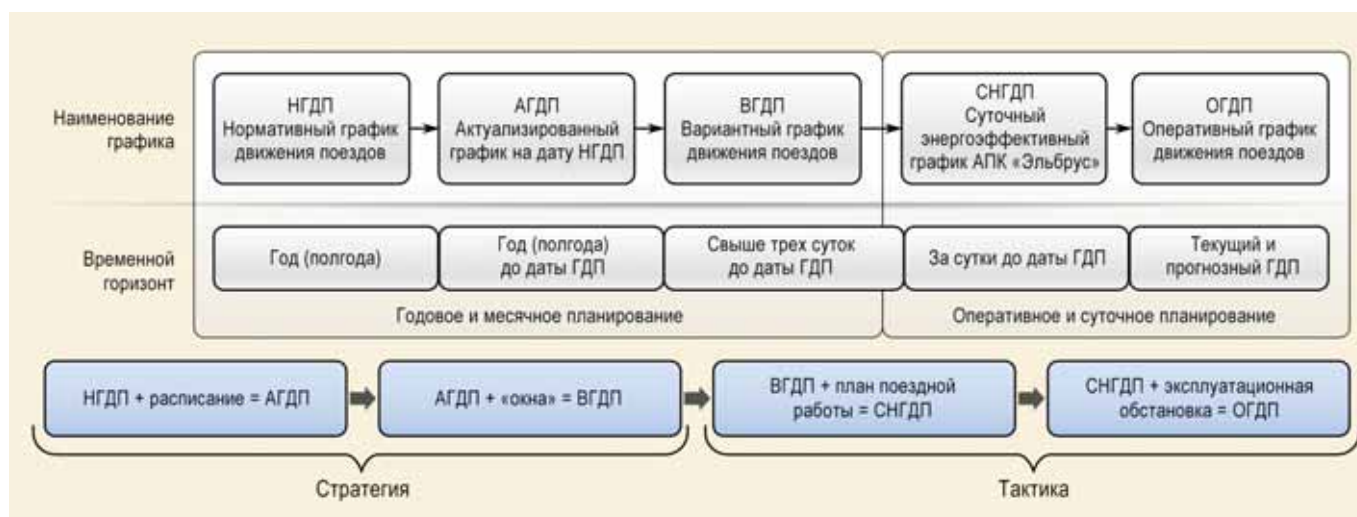 Наименование
графика
НГДП
Нормативный график
движения поездов
АГДП
Актуализированный
график на дату НГДП
ВГДП
Вариантный график
движения поездов
СНГДП
Суточный
энергоэффективный
график АПК «Эльбрус»
ОГДП
Оперативный график
движения поездов
Временной
горизонт
Год (полгода)
Год (полгода)
до даты ГДП
Свыше трех суток
до даты ГДП
За сутки до даты ГДП
Текущий и
прогнозный ГДП
Годовое и месячное планирование
Оперативное и суточное планирование
НГДП + расписание = АГДП
АГДП + «окна» = ВГДП
ВГДП + план поездной
работы = СНГДП
СНГДП + эксплуатационная
обстановка = ОГДП
Стратегия
Тактика